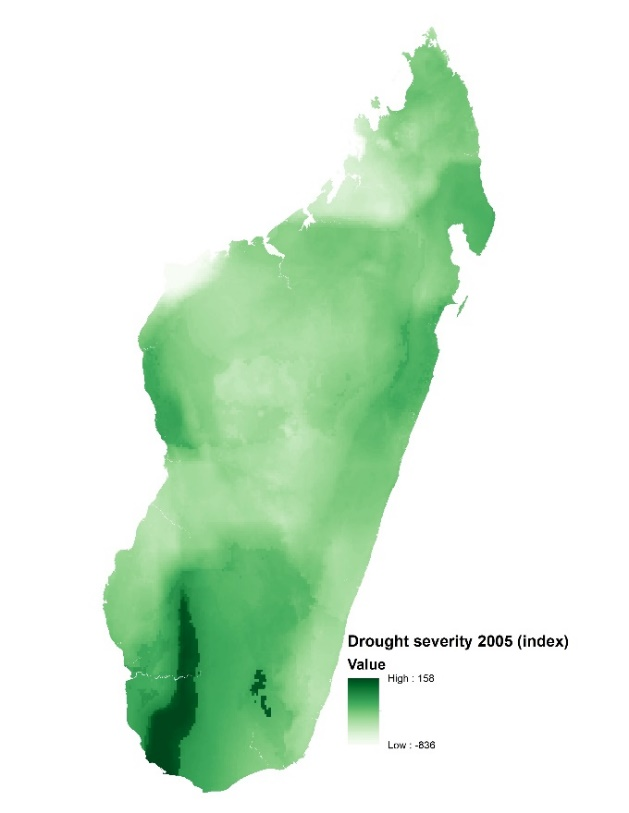 Drought severity 2005 (index)
Value
High : 158
Low : -836